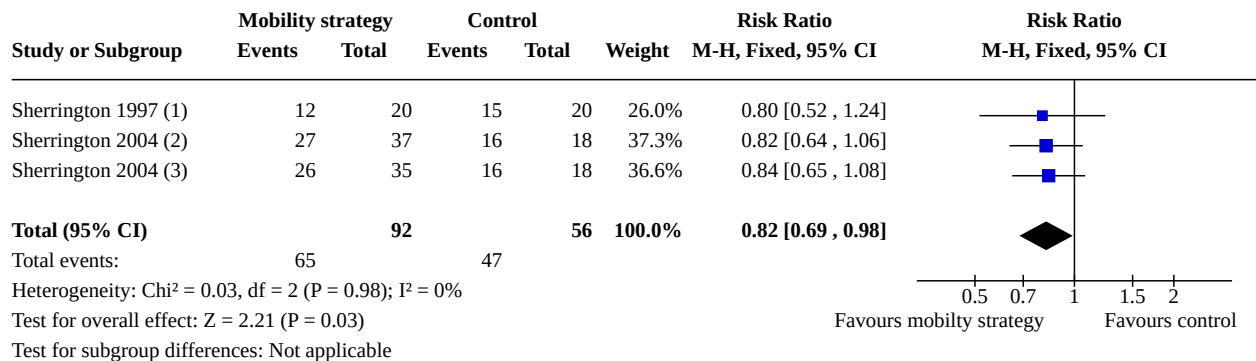 Mobility strategy Control Risk Ratio Risk Ratio
Study or Subgroup Events Total Events Total Weight M-H, Fixed, 95% CI M-H, Fixed, 95% CI
Sherrington 1997 (1) 12 20 15 20 26.0% 0.80 [0.52 , 1.24]
Sherrington 2004 (2) 27 37 16 18 37.3% 0.82 [0.64 , 1.06]
Sherrington 2004 (3) 26 35 16 18 36.6% 0.84 [0.65 , 1.08]
Total (95% CI) 92 56 100.0% 0.82 [0.69 , 0.98]
Total events: 65 47
Heterogeneity: Chi² = 0.03, df = 2 (P = 0.98); I² = 0%
0.5 0.7 1 1.5 2
Test for overall effect: Z = 2.21 (P = 0.03)
Favours mobilty strategy Favours control
Test for subgroup differences: Not applicable